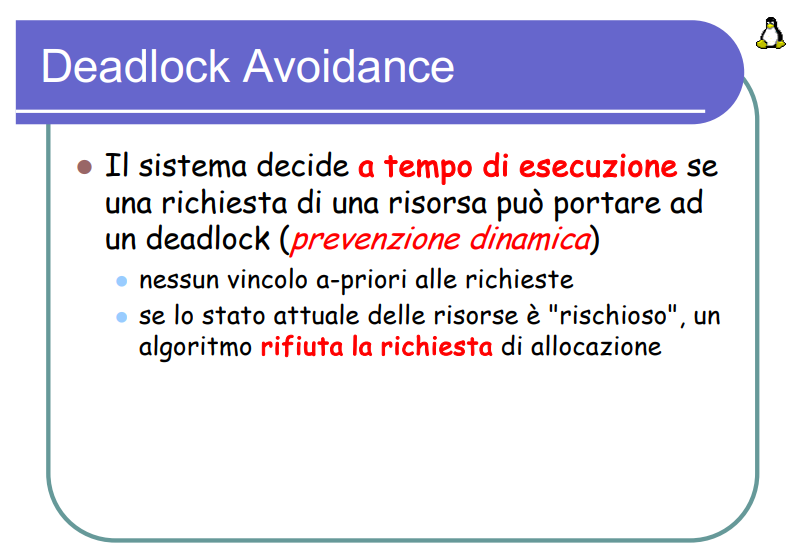 Deadlock Avoidance
Il sistema decide a tempo di esecuzione se
una richiesta di una risorsa può portare ad
un deadlock (prevenzione dinamica)
nessun vincolo a-priori alle richieste
se lo stato attuale delle risorse è "rischioso", un
algoritmo rifiuta la richiesta di allocazione